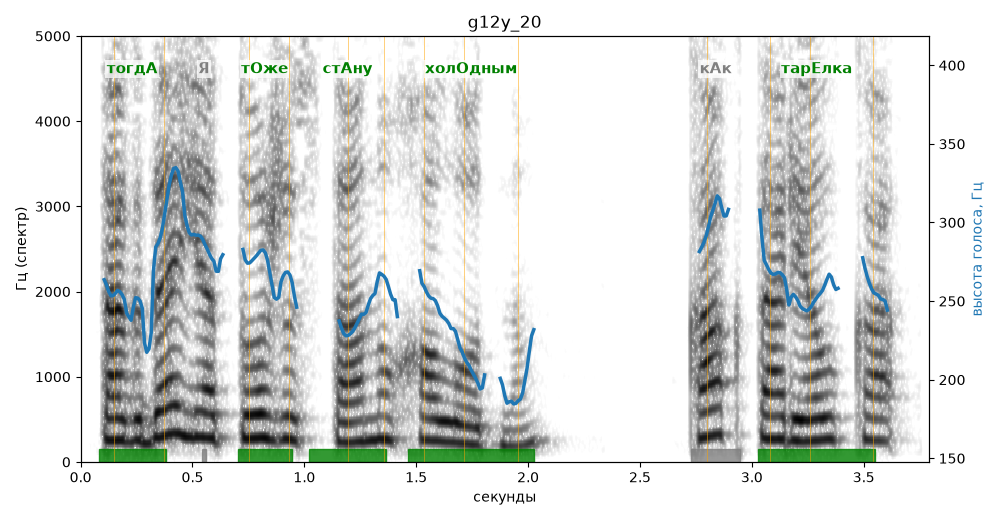 g12y_20
5000
4000
3000
2000
1000
0
Гц (спектр)
тогдА Я тОже стАну холОдным кАк тарЕлка
400
350
300
250
200
150
высота голоса, Гц
0.0 0.5 1.0 1.5 2.0 2.5 3.0 3.5
секунды